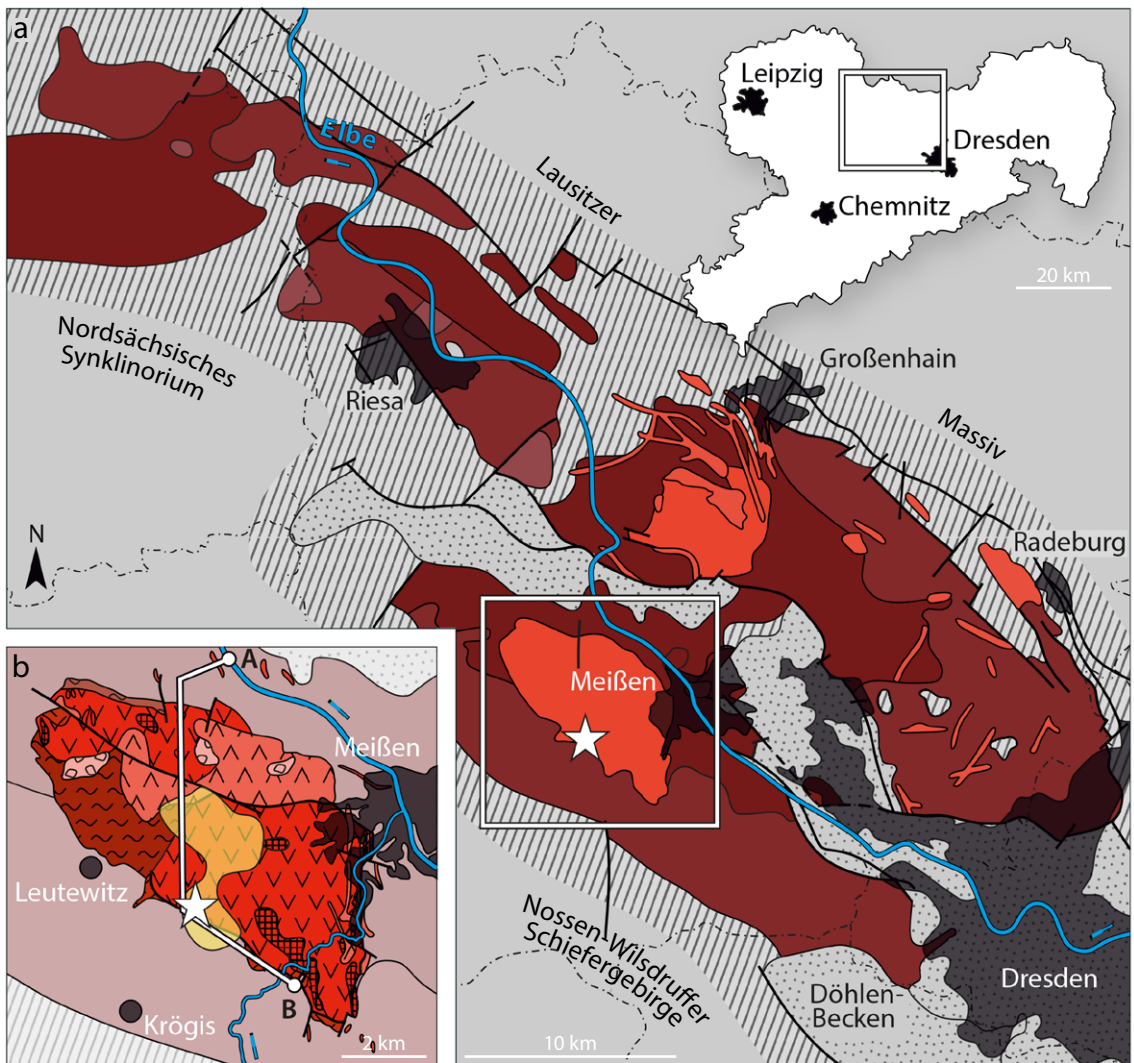 a
Leipzig
Dresden
Chemnitz
20 km
Elbe
Lausitzer
Massiv
Nordsächsisches
Synklinorium
Riesa
Großenhain
Radeburg
N
Meißen
Nossen-Wilsdruffer
Schiefergebirge
Döhlen-
Becken
Dresden
10 km
b
A
Meißen
Leutewitz
B
Krögis
2 km